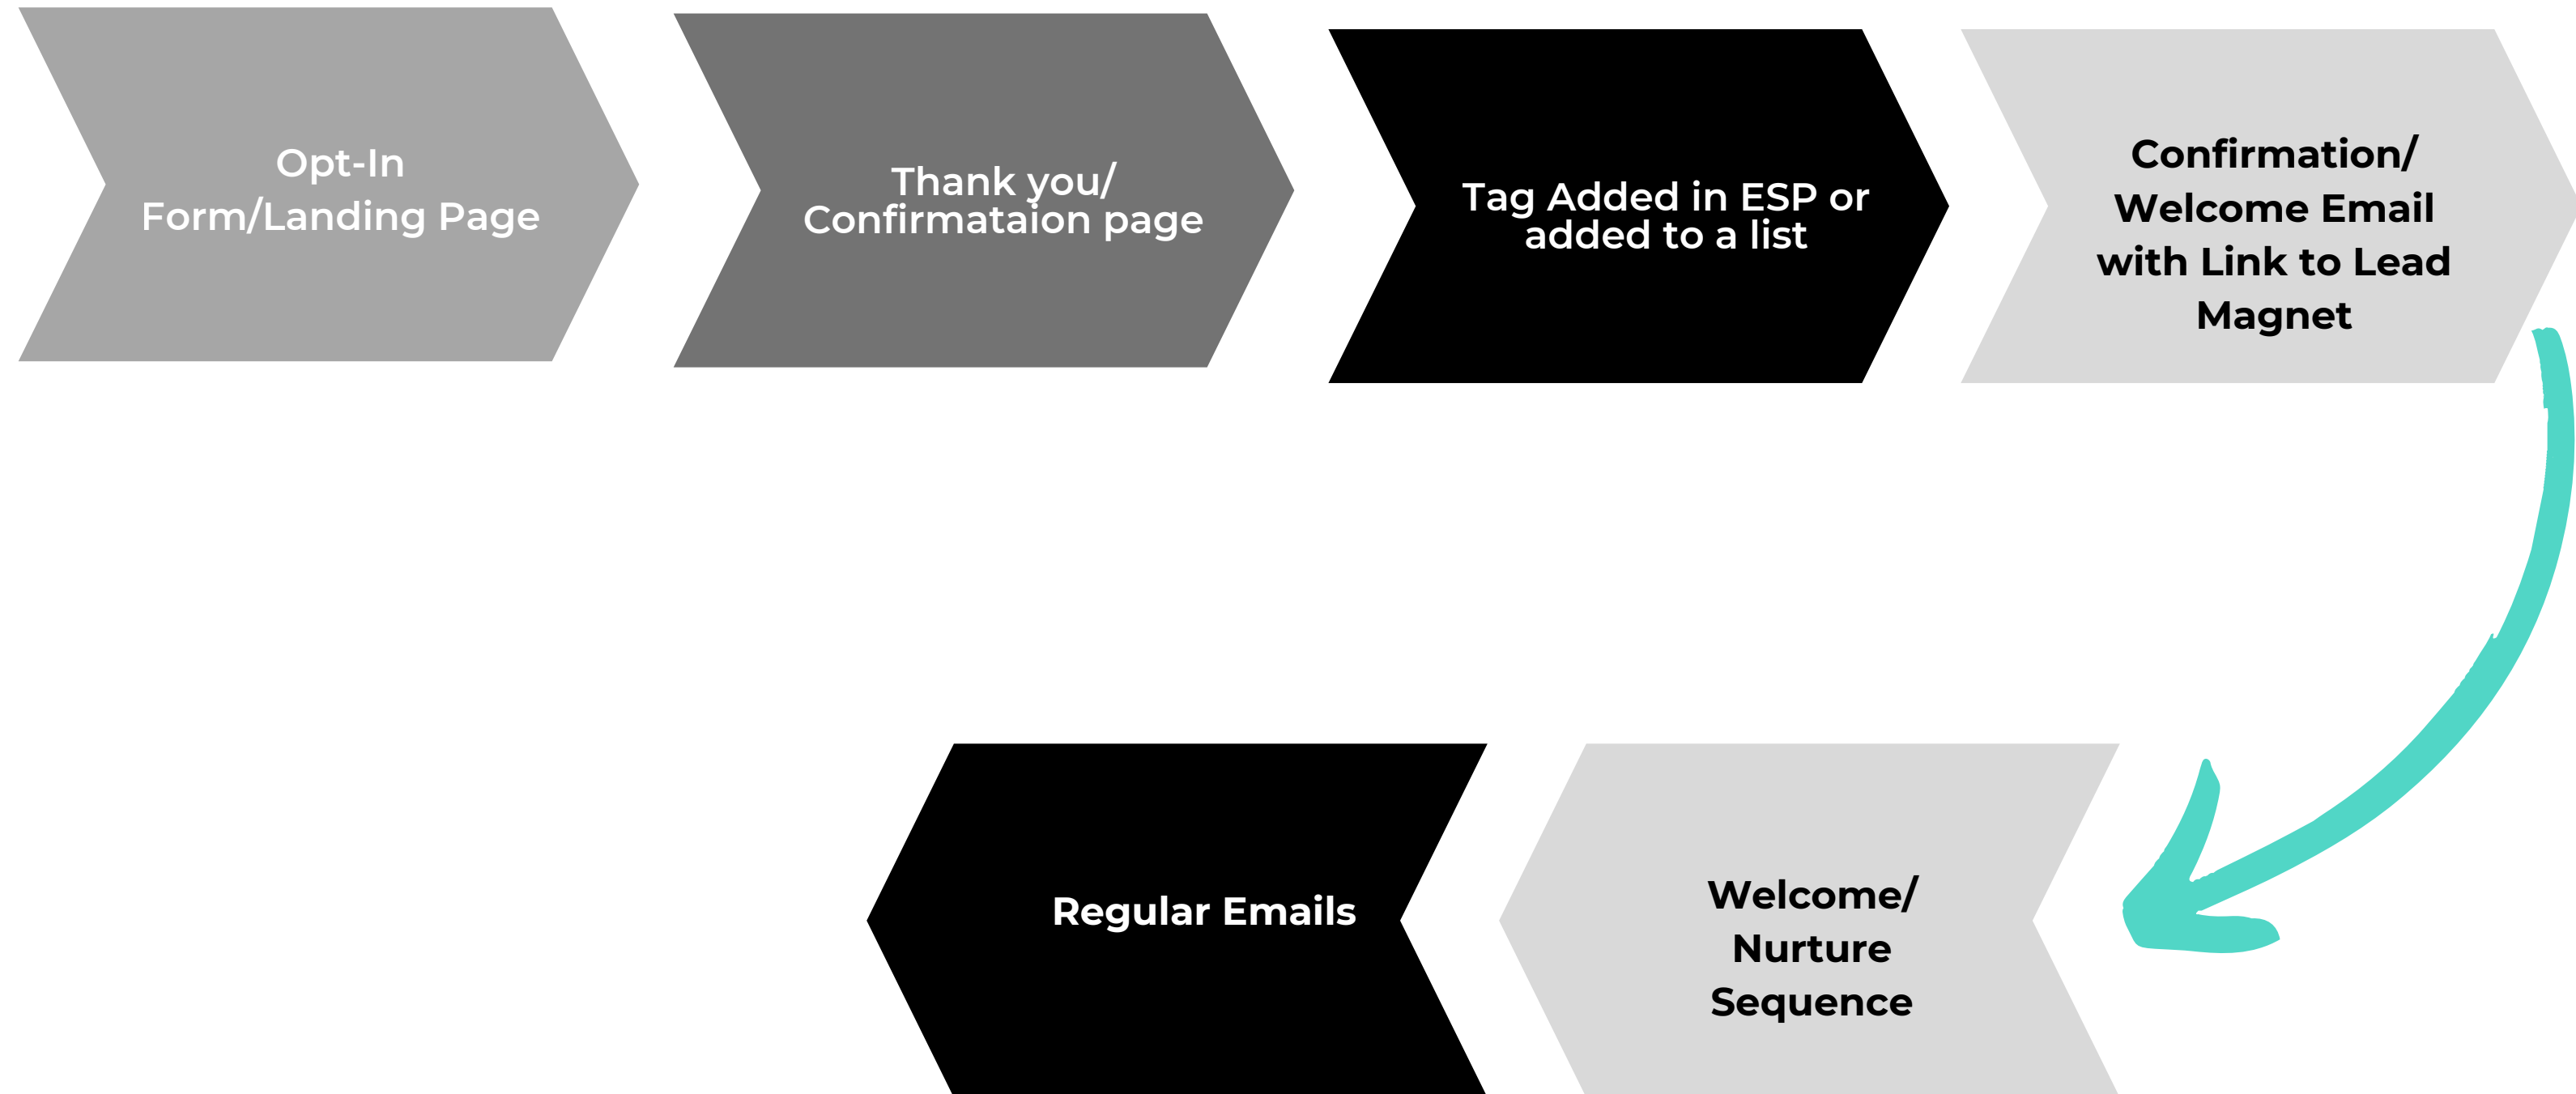 Opt-In
Form/Landing Page
Thank you/
Confirmataion page
Tag Added in ESP or
added to a list
Confirmation/
Welcome Email
with Link to Lead
Magnet
Welcome/
Nurture
Sequence
Regular Emails